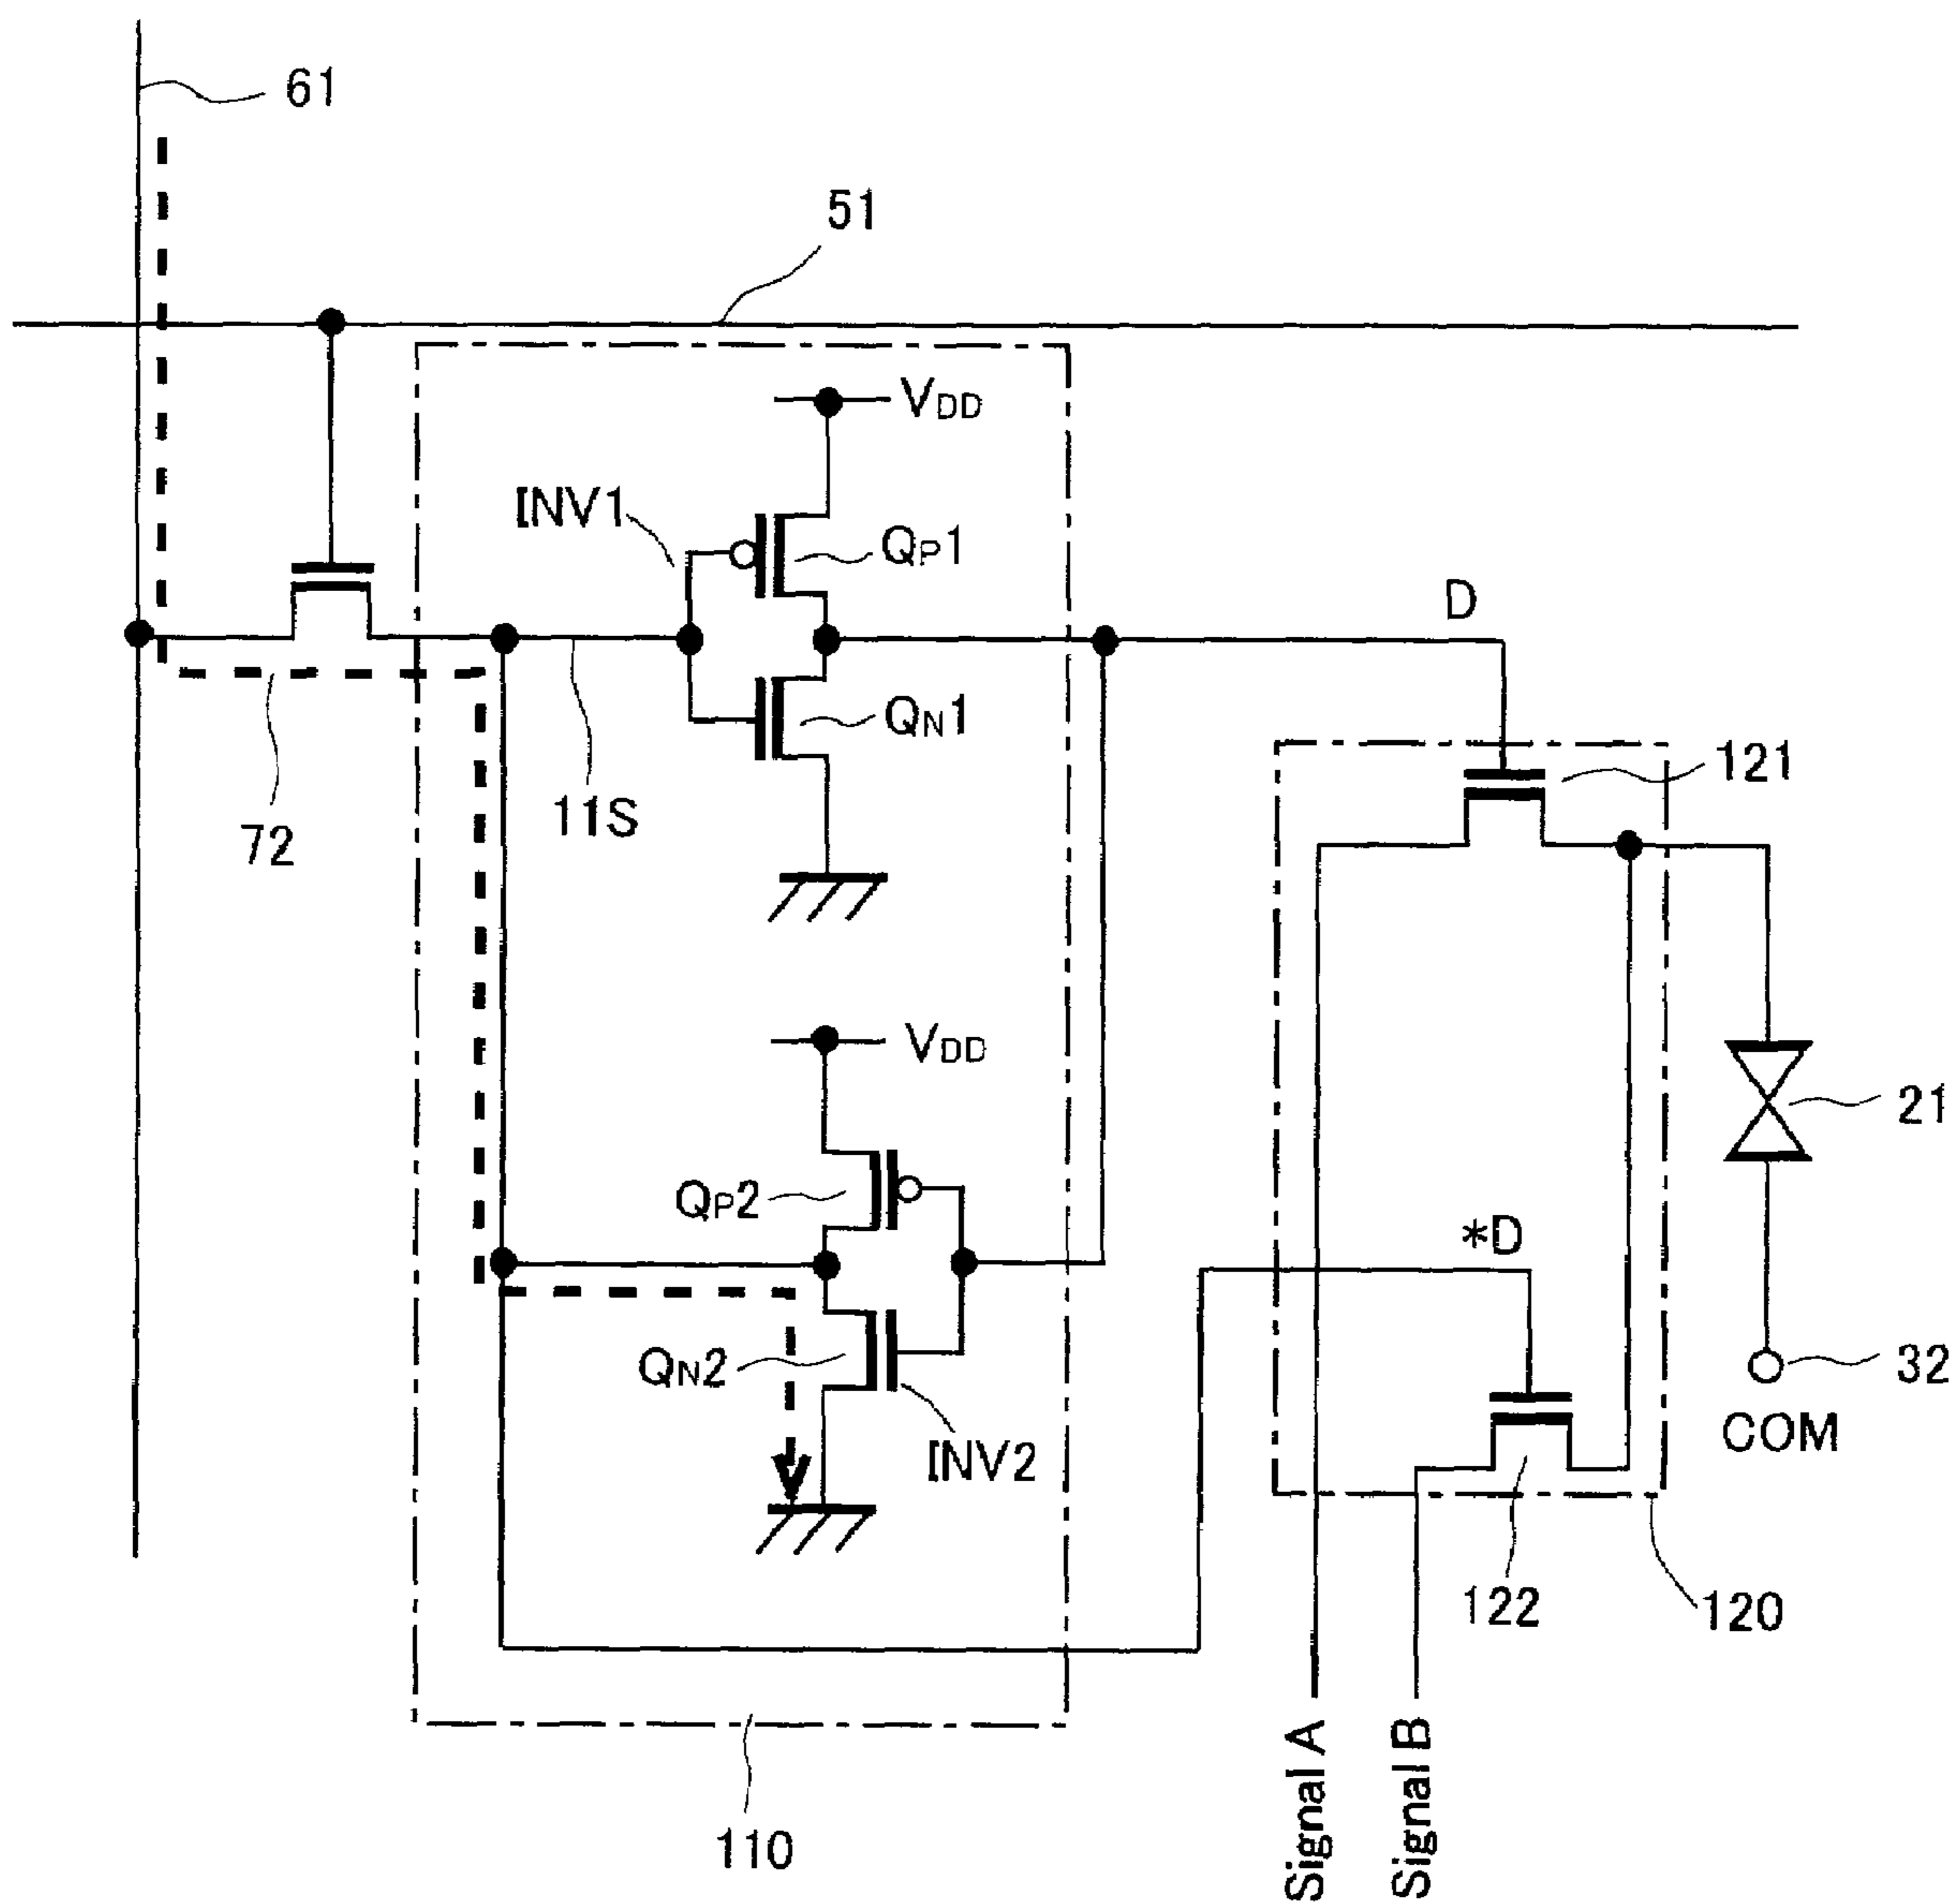 61
51
VDD
INV1
QP1
D
QN1
121
11S
72
VDD
21
QP2
*D
QN2
32
INV2
COM
122
120
110
Signal A
Signal B